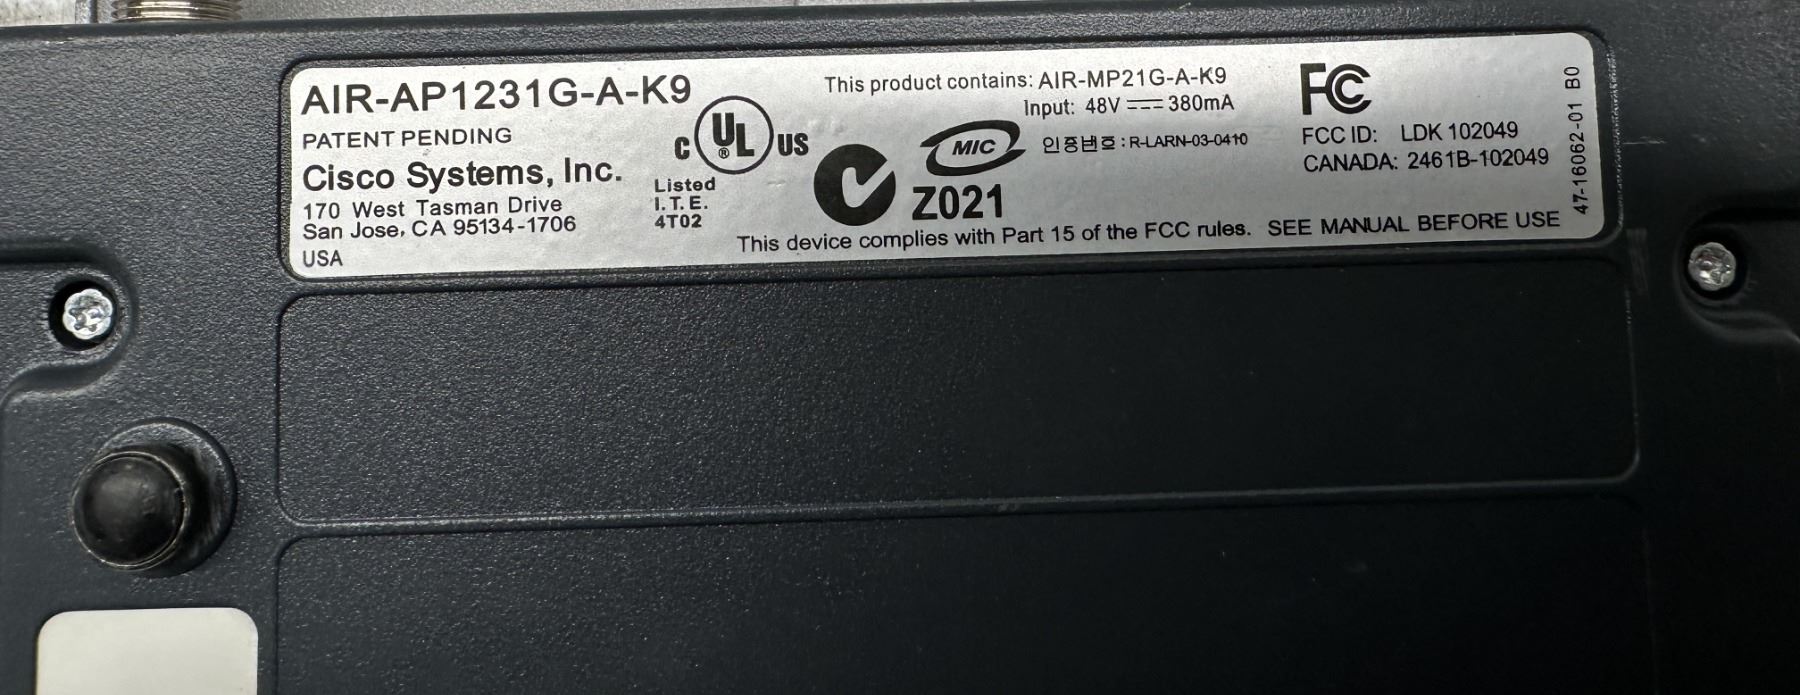 AIR-AP1231G-A-K9
PATENT PENDING
Cisco Systems, Inc.
170 West Tasman Drive
San Jose, CA 95134-1706
USA
C UL ® US
Listed
I.T.E.
4T02
This product contains: AIR-MP21G-A-K9
Input: 48V 380mA
MIC
인증번호 : R-LARN-03-0410
Z021
FC
FCC ID: LDK 102049
CANADA: 2461B-102049
This device complies with Part 15 of the FCC rules. SEE MANUAL BEFORE USE
47-16062-01 B0